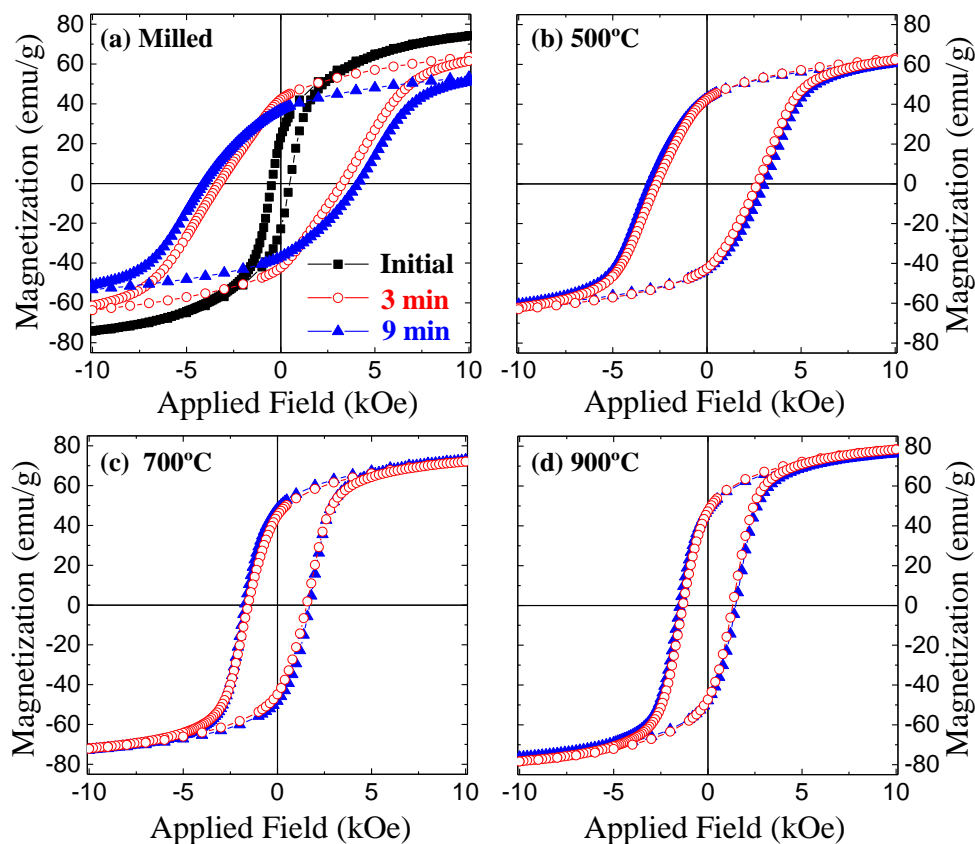 (a) Milled
Magnetization (emu/g)
80
60
40
20
0
-20
-40
-60
-80
Initial
3 min
9 min
-10 -5 0 5 10
Applied Field (kOe)
(b) 500ºC
80
60
40
20
0
-20
-40
-60
-80
Magnetization (emu/g)
-10 -5 0 5 10
Applied Field (kOe)
(c) 700ºC
Magnetization (emu/g)
80
60
40
20
0
-20
-40
-60
-80
-10 -5 0 5 10
Applied Field (kOe)
(d) 900ºC
80
60
40
20
0
-20
-40
-60
-80
Magnetization (emu/g)
-10 -5 0 5 10
Applied Field (kOe)